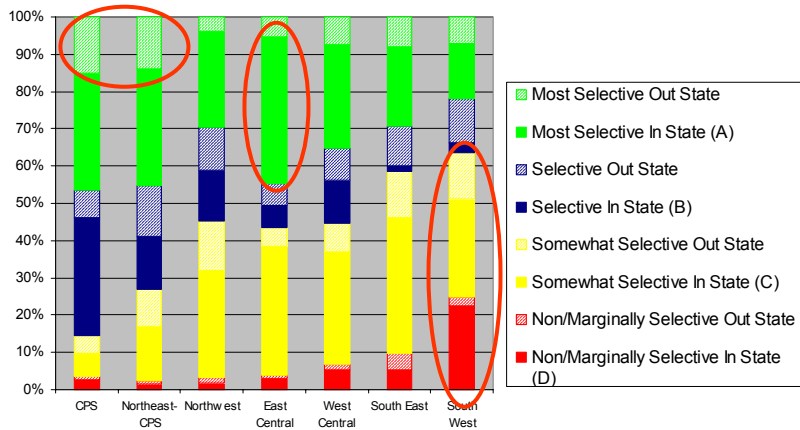 100%
90%
80%
70%
60%
50%
40%
30%
20%
10%
0%
CPS
Northeast-
CPS
Northwest
East
Central
West
Central
South East
South
West
Most Selective Out State
Most Selective In State (A)
Selective Out State
Selective In State (B)
Somewhat Selective Out State
Somewhat Selective In State (C)
Non/Marginally Selective Out State
Non/Marginally Selective In State
(D)